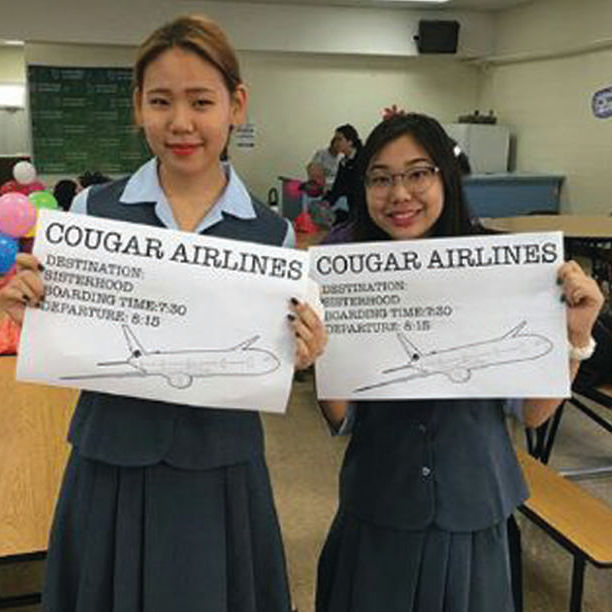 COUGAR AIRLINES
DESTINATION:
SISTERHOOD
BOARDING TIME:7:30
DEPARTURE: 8:15
COUGAR AIRLINES
DESTINATION:
SISTERHOOD
BOARDING TIME:7:30
DEPARTURE: 8:15